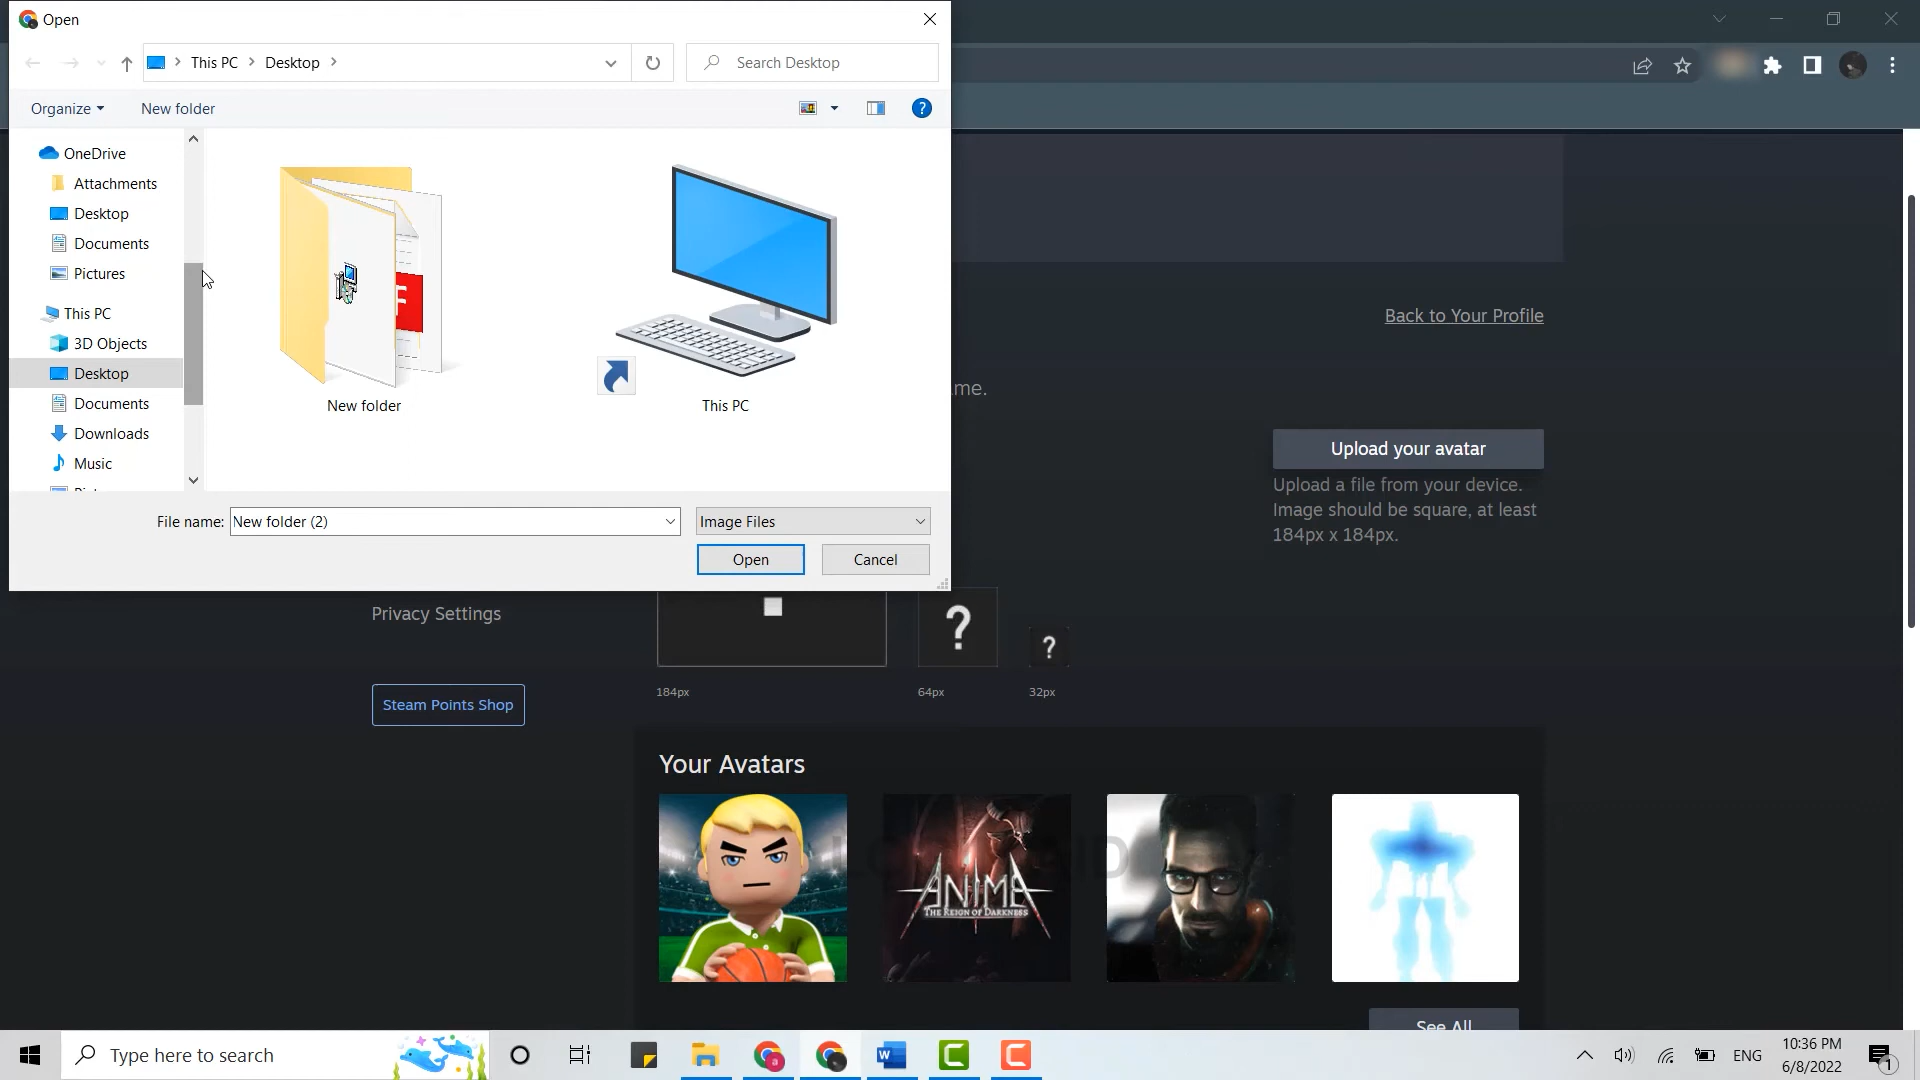 Open
This PC
Desktop
Search Desktop
Organize
New folder
?
OneDrive
Attachments
Desktop
Documents
Pictures
This PC
3D Objects
Desktop
Documents
Downloads
Music
New folder
This PC
File name:
New folder (2)
Image Files
Open
Cancel
Back to Your Profile
me.
Upload your avatar
Upload a file from your device.
Image should be square, at least
184px x 184px.
Privacy Settings
?
?
184px
64px
32px
Steam Points Shop
Your Avatars
ANIMA
THE REIGN OF DARKNESS
See All
Type here to search
ENG
10:36 PM
6/8/2022
1